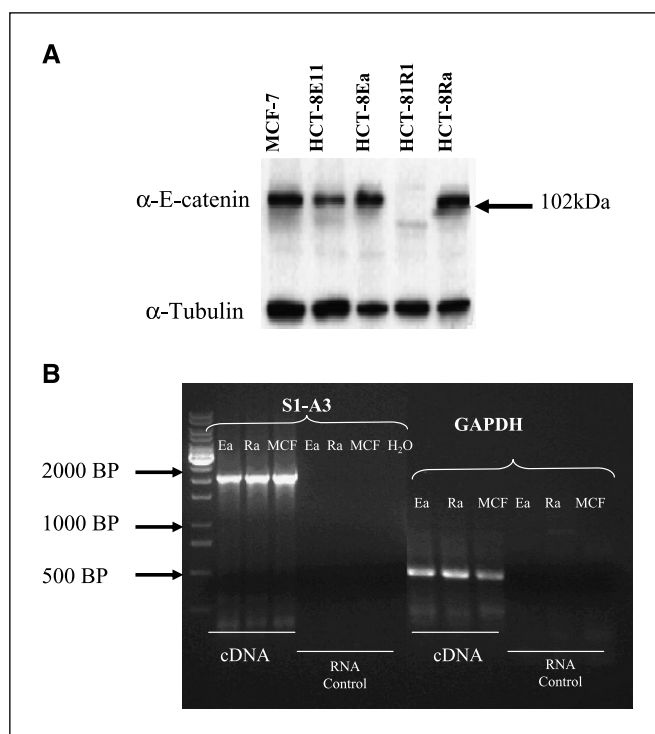 A
MCF-7
HCT-8E11
HCT-8Ea
HCT-81R1
HCT-8Ra
α-E-catenin
102kDa
α-Tubulin
B
S1-A3
GAPDH
Ea Ra MCF Ea Ra MCF H₂O
Ea Ra MCF Ea Ra MCF
2000 BP
1000 BP
500 BP
cDNA
RNA
Control
cDNA
RNA
Control